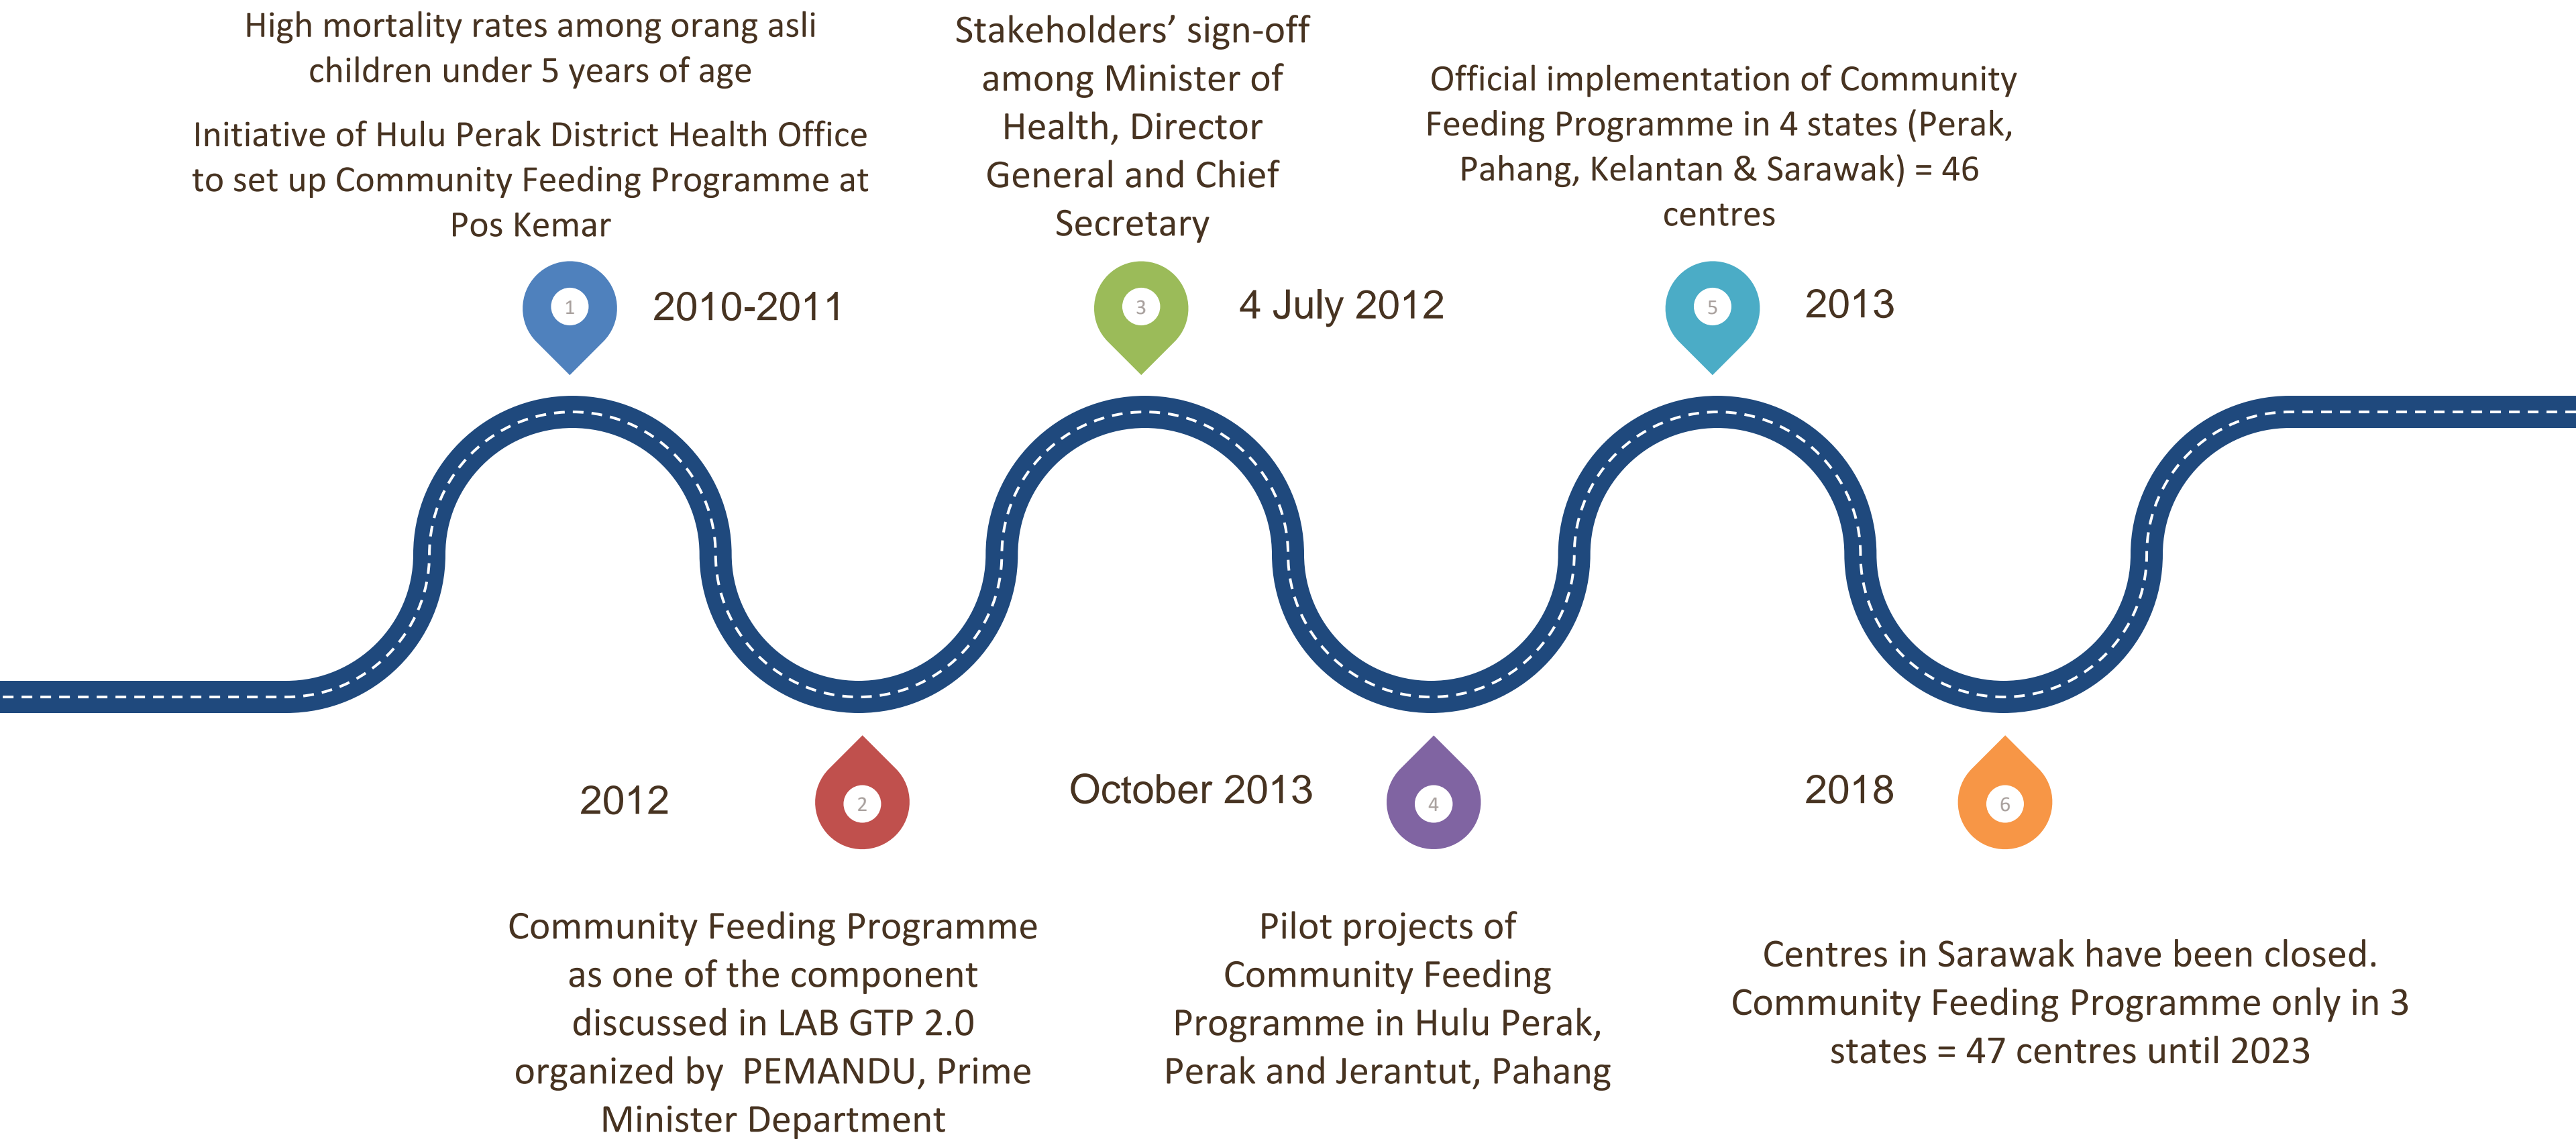 High mortality rates among orang asli
children under 5 years of age
Initiative of Hulu Perak District Health Office
to set up Community Feeding Programme at
Pos Kemar
1
2010-2011
Stakeholders’ sign-off
among Minister of
Health, Director
General and Chief
Secretary
3
4 July 2012
Official implementation of Community
Feeding Programme in 4 states (Perak,
Pahang, Kelantan & Sarawak) = 46
centres
5
2013
2012
2
Community Feeding Programme
as one of the component
discussed in LAB GTP 2.0
organized by PEMANDU, Prime
Minister Department
October 2013
4
Pilot projects of
Community Feeding
Programme in Hulu Perak,
Perak and Jerantut, Pahang
2018
6
Centres in Sarawak have been closed.
Community Feeding Programme only in 3
states = 47 centres until 2023